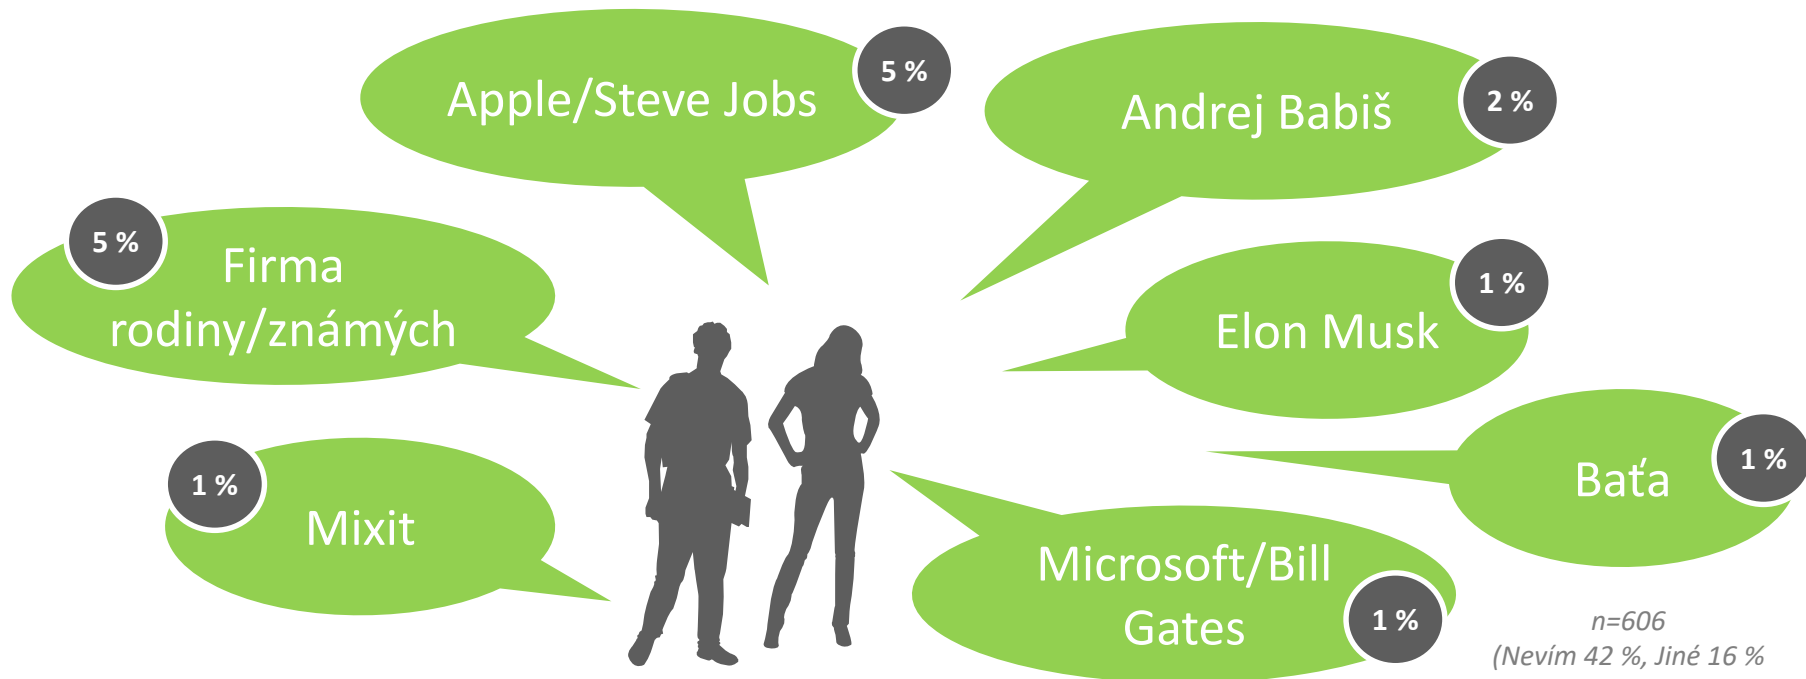 5 %
Apple/Steve Jobs
2 %
Andrej Babiš
5 %
Firma
rodiny/známých
1 %
Elon Musk
1 %
Baťa
1 %
Mixit
Microsoft/Bill
Gates
1 %
n=606
(Nevím 42 %, Jiné 16 %